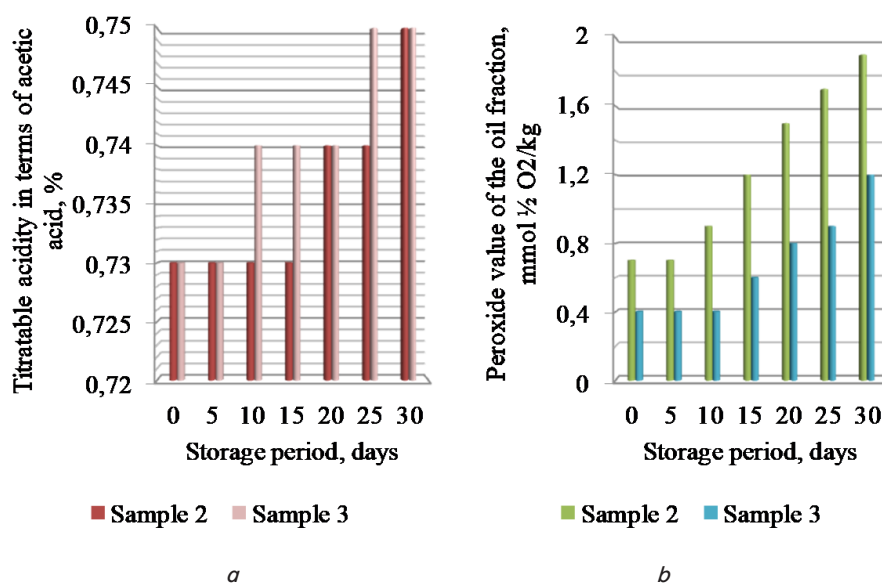 Titratable acidity in terms of acetic
acid, %
0,75
0,745
0,74
0,735
0,73
0,725
0,72
0 5 10 15 20 25 30
Storage period, days
Sample 2 Sample 3
a
Peroxide value of the oil fraction,
mmol ½ O2/kg
2
1,6
1,2
0,8
0,4
0
0 5 10 15 20 25 30
Storage period, days
Sample 2 Sample 3
b